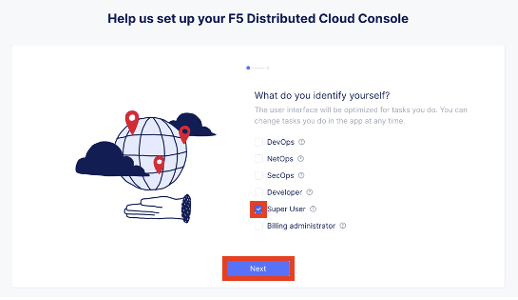 Help us set up your F5 Distributed Cloud Console
What do you identify yourself?
The user interface will be optimized for tasks you do. You can
change tasks you do in the app at any time.
DevOps
NetOps
SecOps
Developer
Super User
Billing administrator
Next